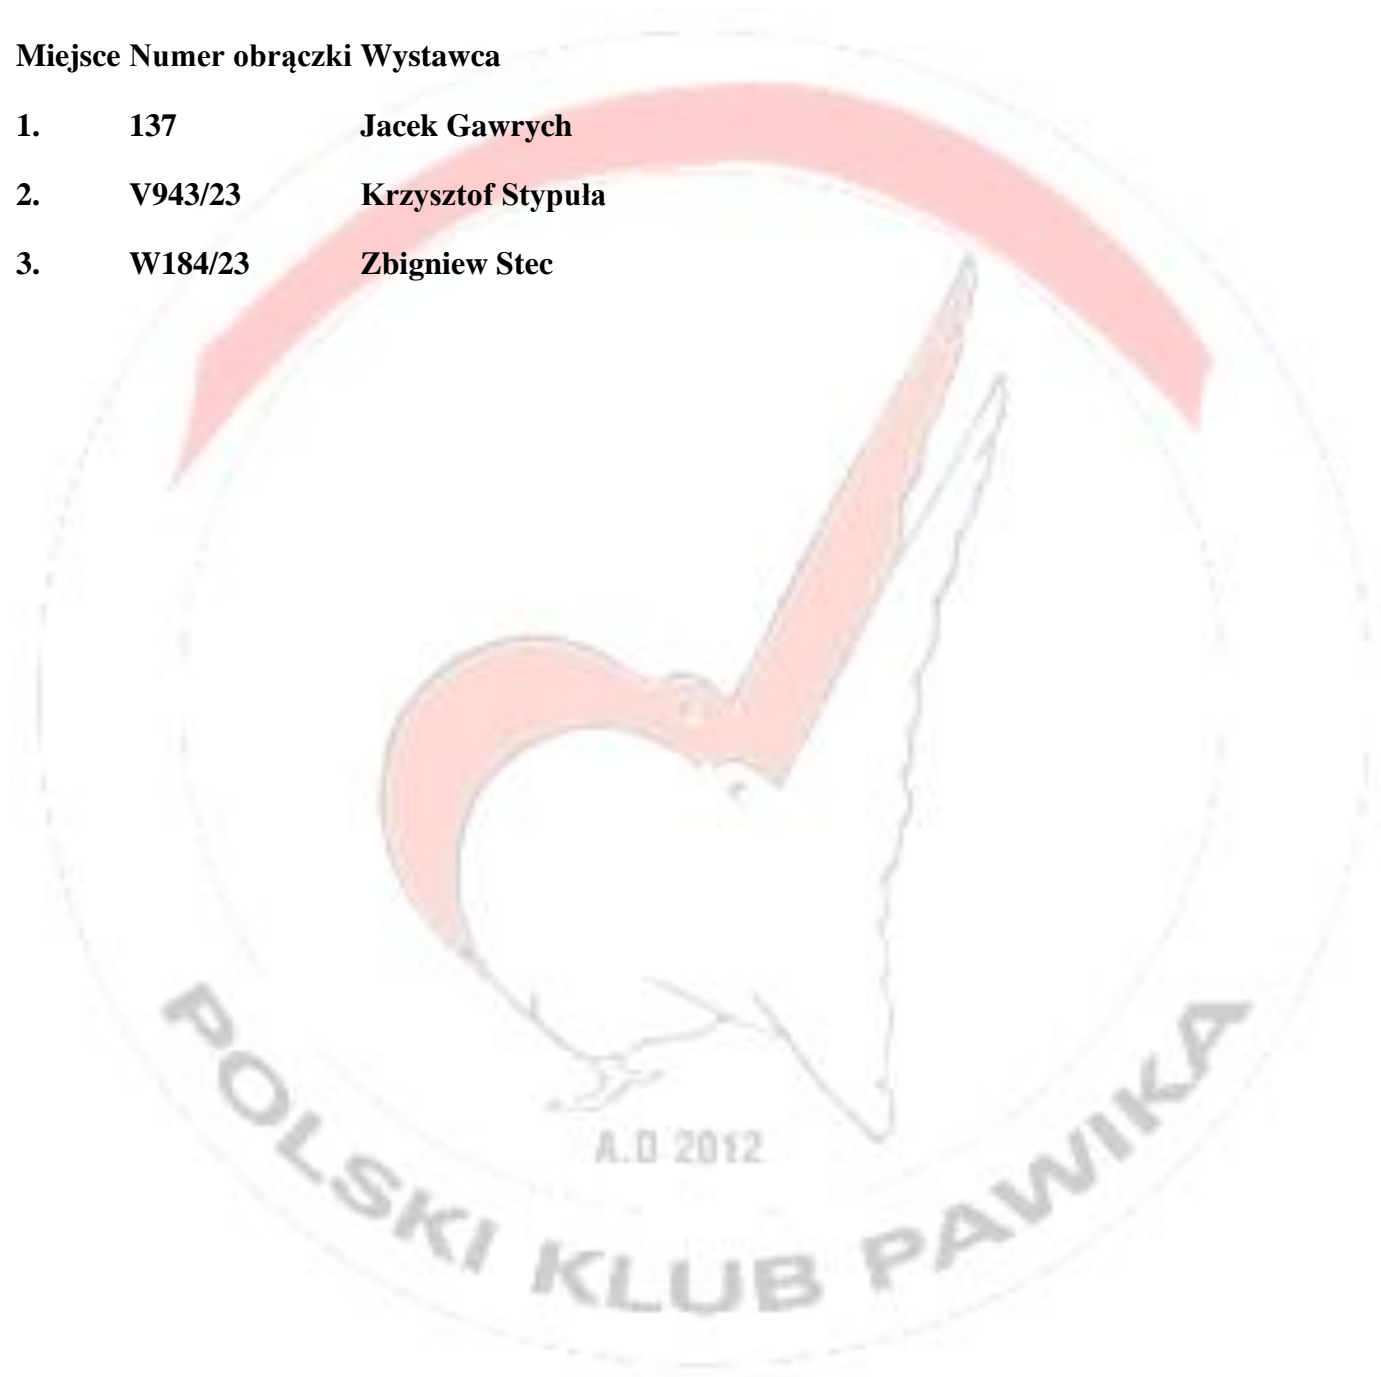 Miejsce Numer obrączki Wystawca
1. 137 Jacek Gawrych
2. V943/23 Krzysztof Stypuła
3. W184/23 Zbigniew Stec
A.D 2012
POLSKI KLUB PAWIKA